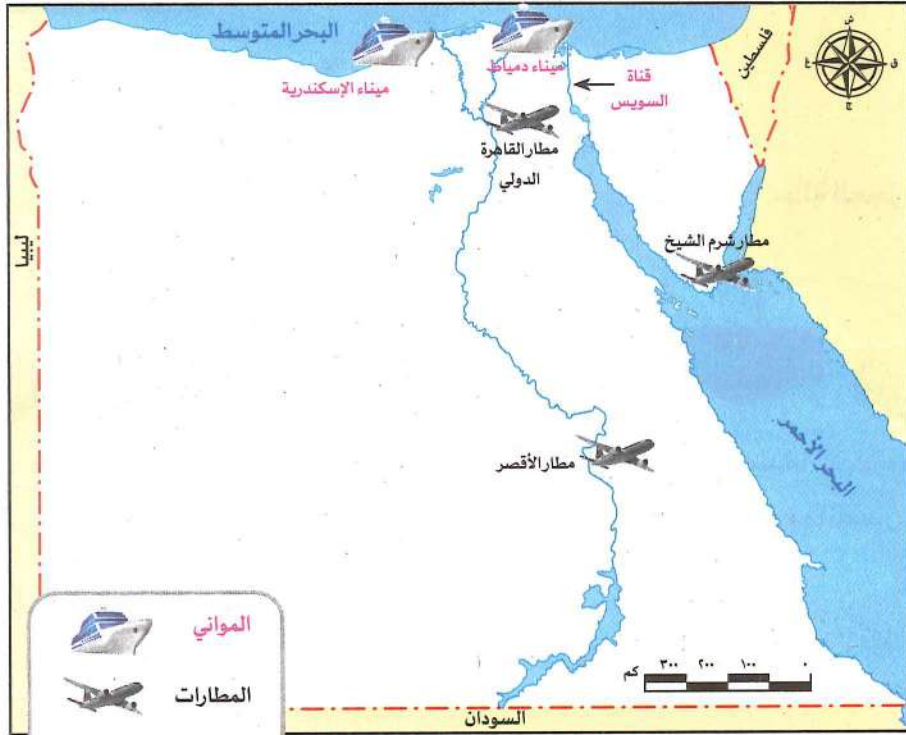 البحر المتوسط
ميناء الإسكندرية
ميناء دمياط
قناة
السويس
فلسطين
ش
ق
غ
ج
مطار القاهرة
الدولي
مطار شرم الشيخ
ليبيا
مطار الأقصر
البحر الأحمر
المواني
المطارات
كم ٣٠٠ ٢٠٠ ١٠٠ ٠
السودان